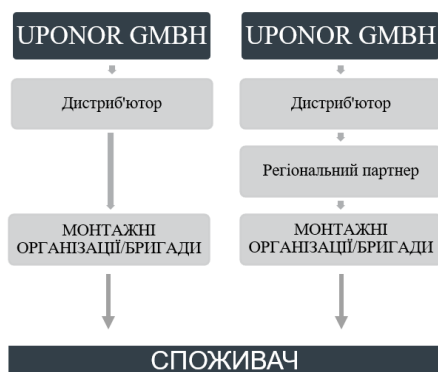 UPONOR GMBH
Дистриб'ютор
МОНТАЖНІ
ОРГАНІЗАЦІЇ/БРИГАДИ
UPONOR GMBH
Дистриб'ютор
Регіональний партнер
МОНТАЖНІ
ОРГАНІЗАЦІЇ/БРИГАДИ
СПОЖИВАЧ